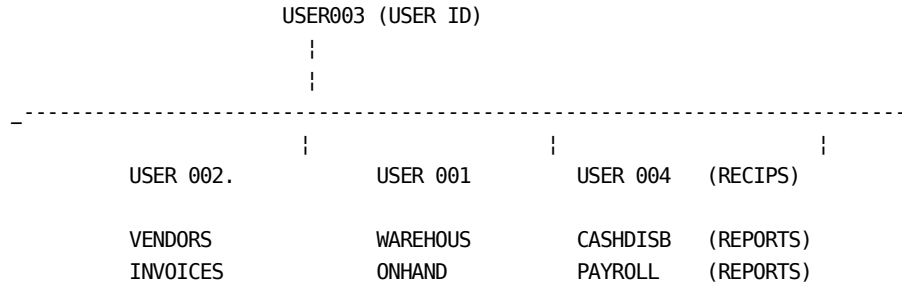 USER003 (USER ID)
USER 002. USER 001 USER 004 (RECIPS)
VENDORS WAREHOUS CASHDISB (REPORTS)
INVOICES ONHAND PAYROLL (REPORTS)